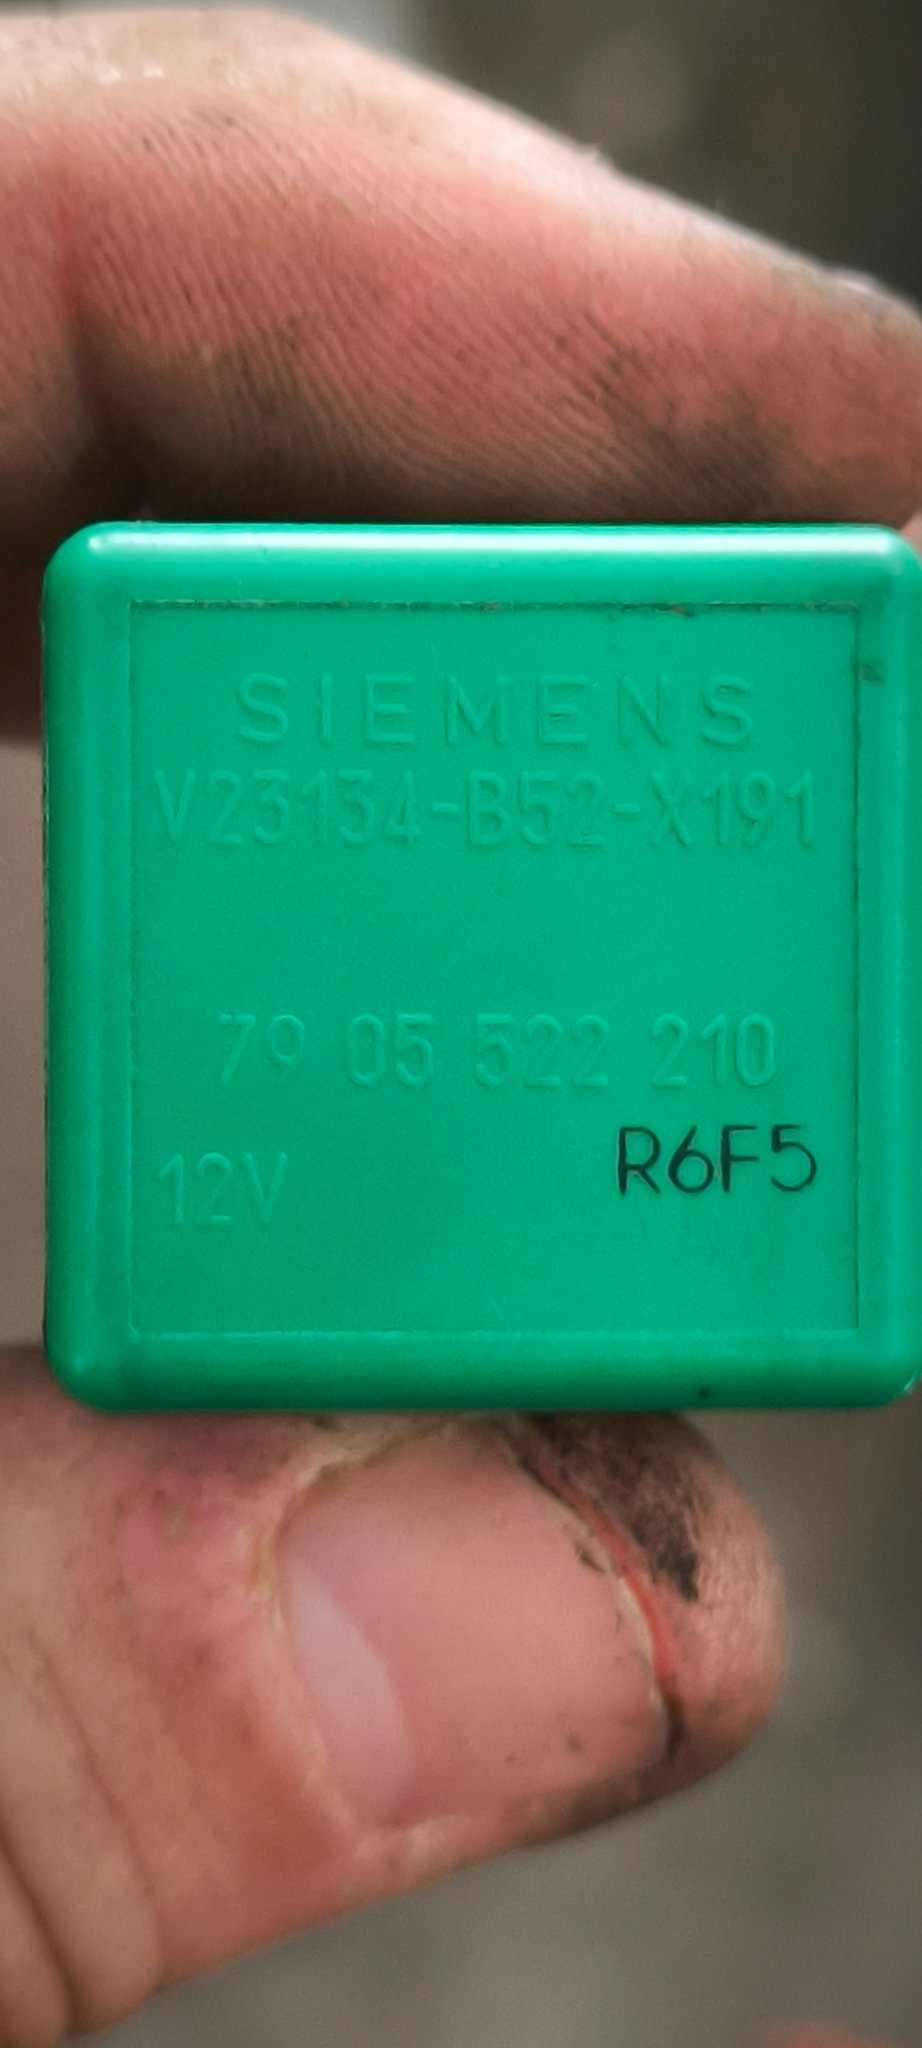 SIEMENS
V23134-B52-X191
79 05 522 210
R6F5
12V